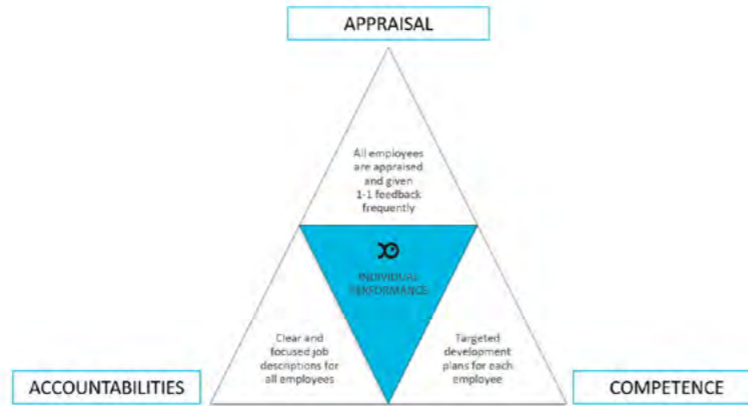 APPRAISAL
All employees
are appraised
and given
1-1 feedback
frequently
INDIVIDUAL
PERFORMANCE
Clear and
focused job
descriptions for
all employees
Targeted
development
plans for each
employee
ACCOUNTABILITIES
COMPETENCE